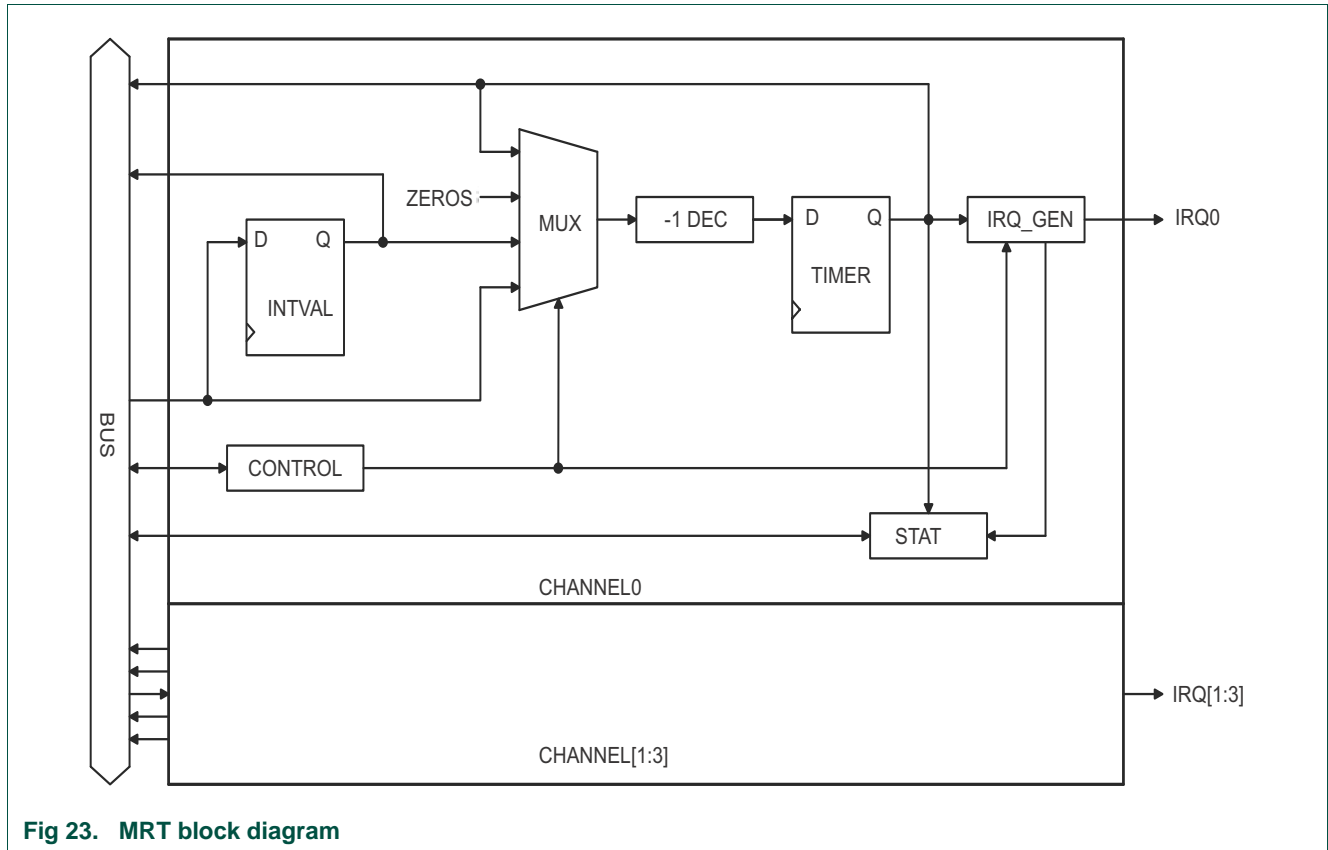 ZEROS
D Q
INTVAL
MUX
-1 DEC
D Q
TIMER
IRQ_GEN
IRQ0
BUS
CONTROL
STAT
CHANNEL0
IRQ[1:3]
CHANNEL[1:3]
Fig 23. MRT block diagram